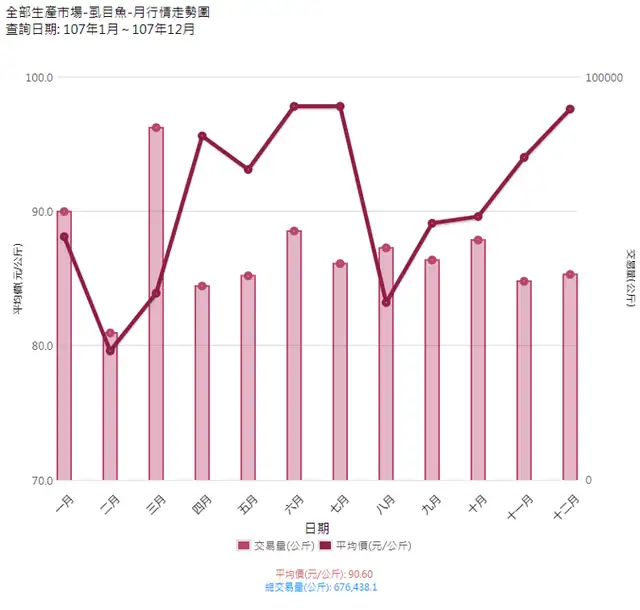 全部生產市場-虱目魚-月行情走勢圖
查詢日期: 107年1月～107年12月
100.0
100000
90.0
平均價(元/公斤)
交易量(公斤)
80.0
70.0
0
一月
二月
三月
四月
五月
六月
七月
八月
九月
十月
十一月
十二月
日期
交易量(公斤) 平均價(元/公斤)
平均價(元/公斤): 90.60
總交易量(公斤): 676,438.1